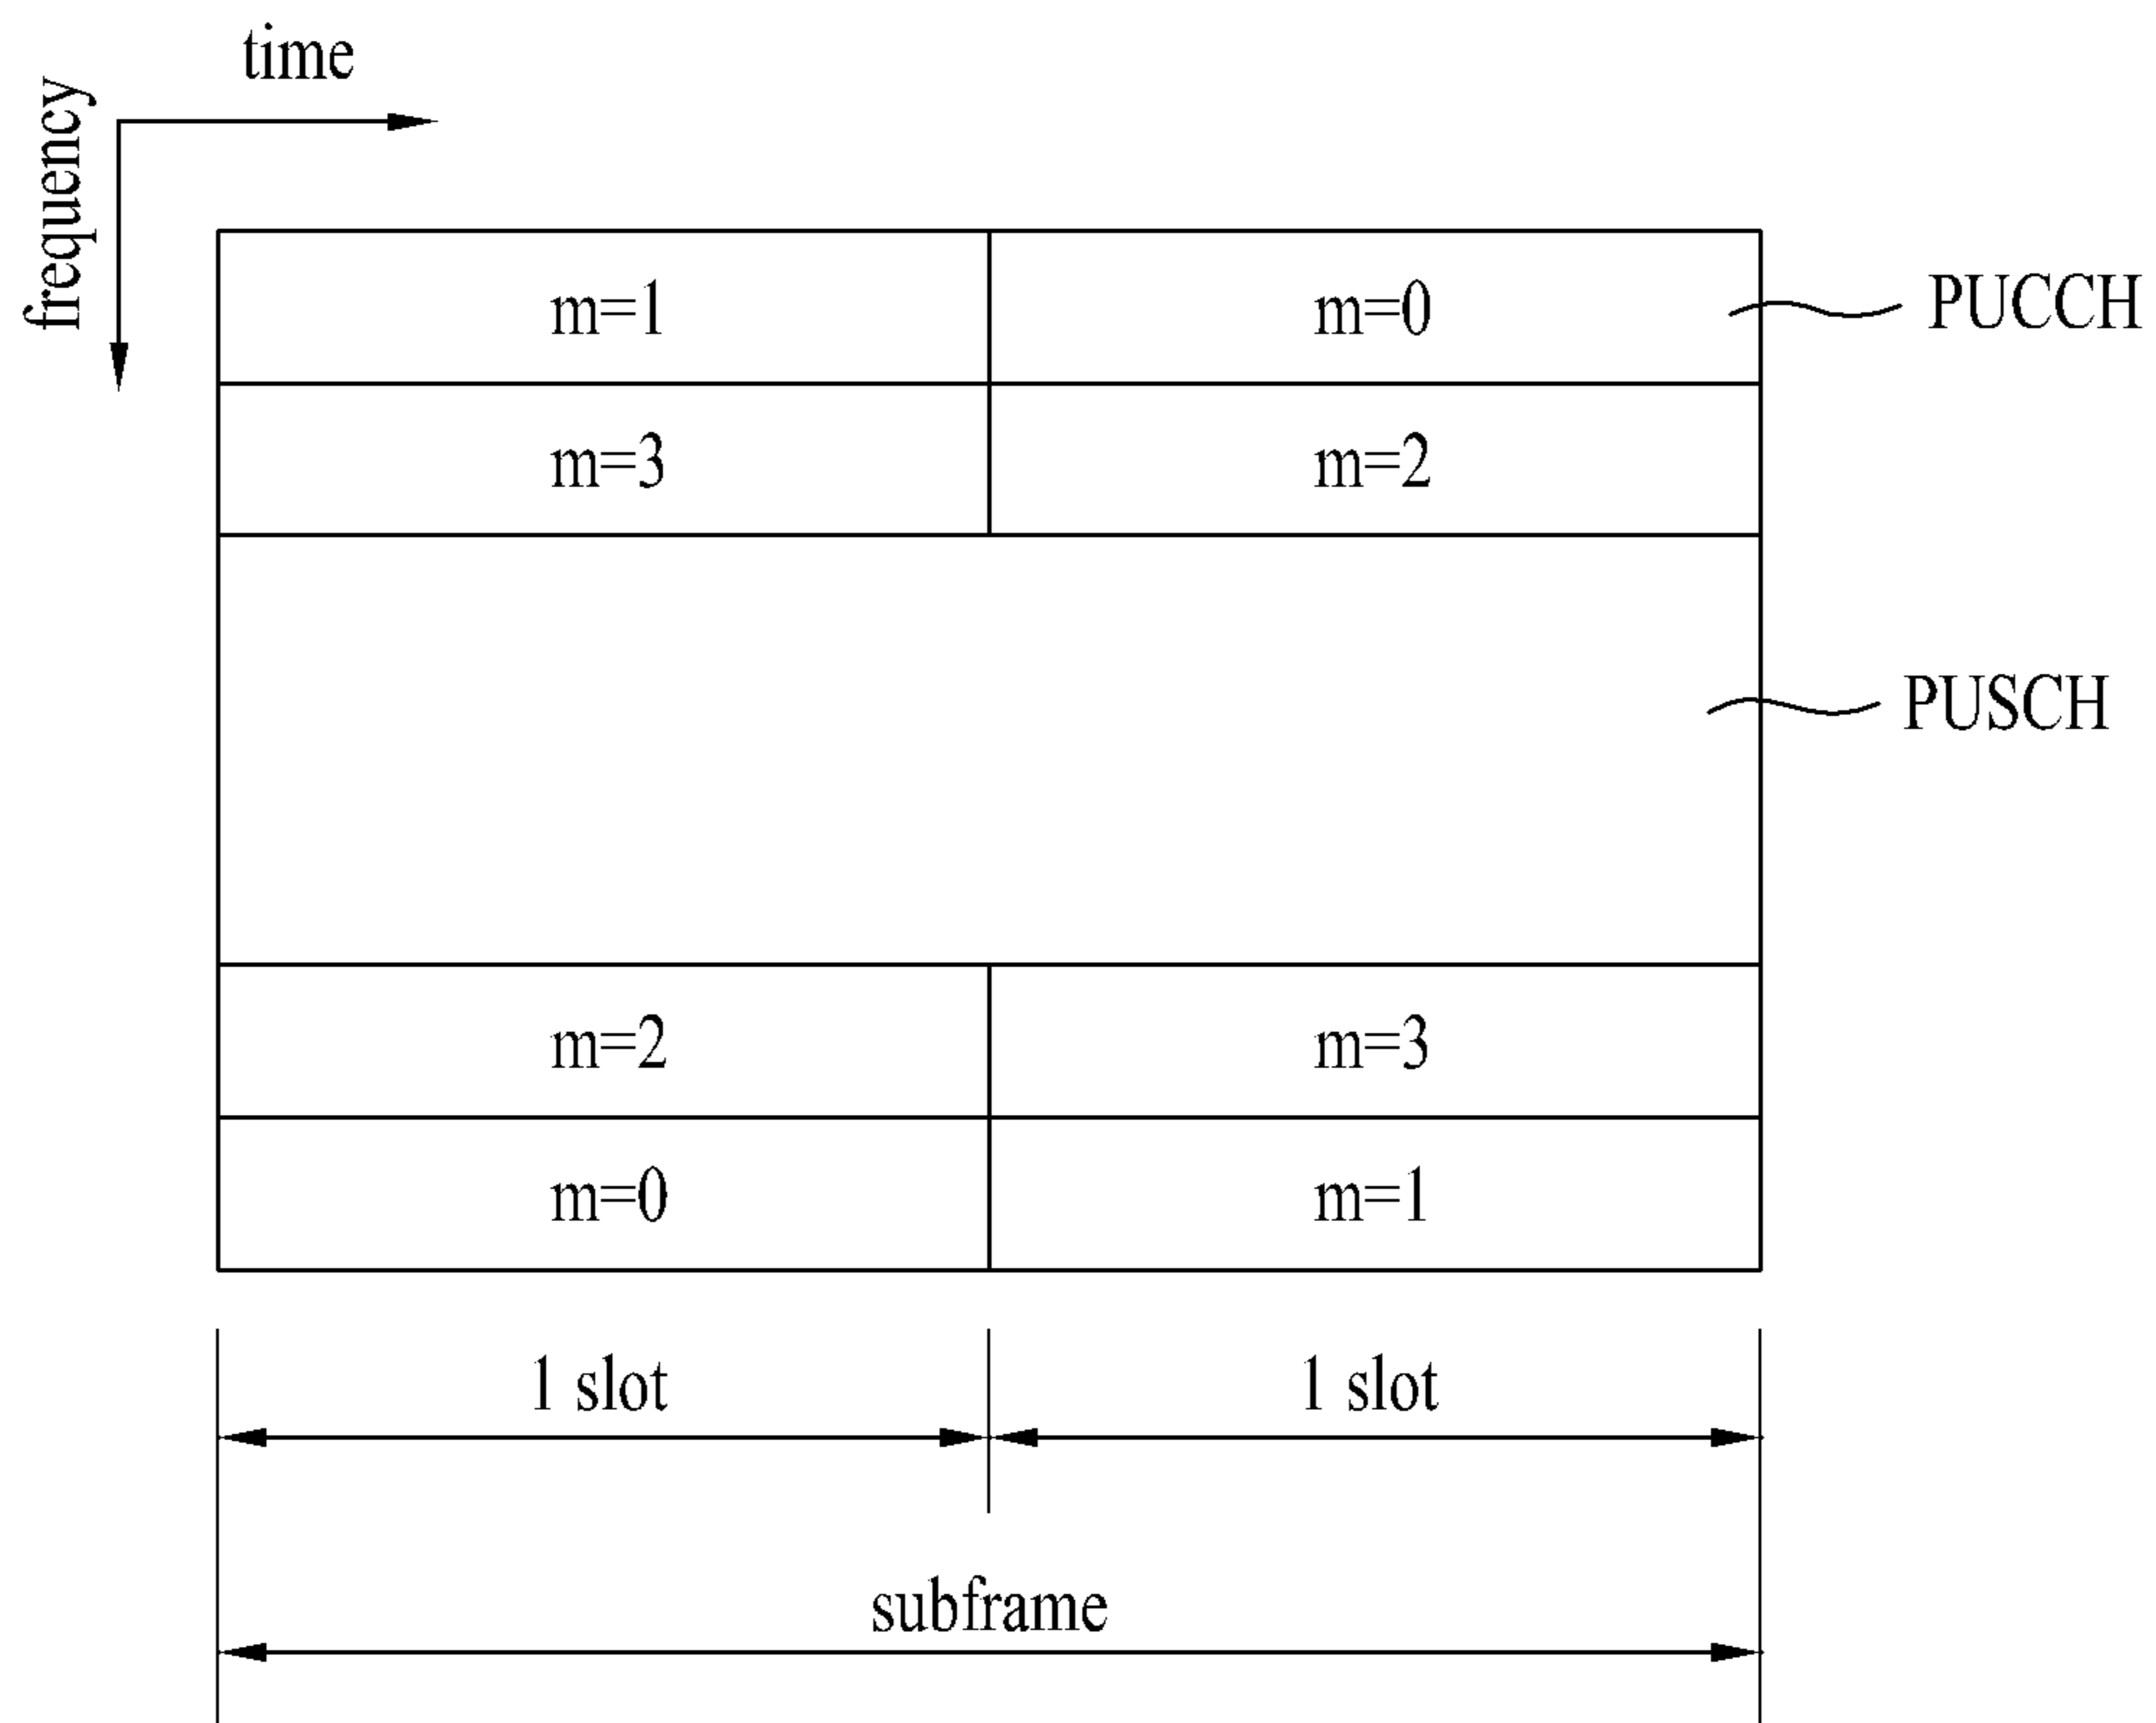 time
frequency
m=1
m=0
PUCCH
m=3
m=2
PUSCH
m=2
m=3
m=0
m=1
1 slot
1 slot
subframe